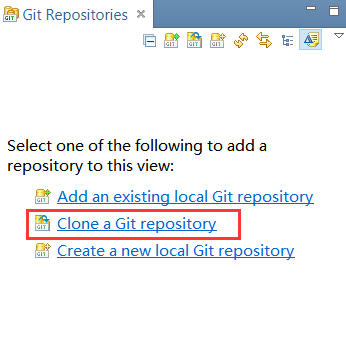 Git Repositories
Select one of the following to add a
repository to this view:
Add an existing local Git repository
Clone a Git repository
Create a new local Git repository